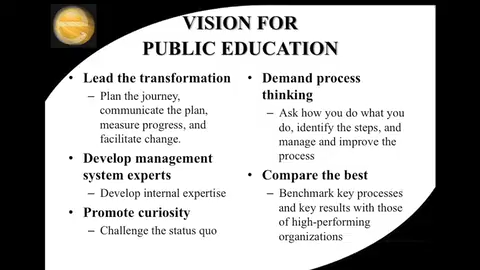 VISION FOR
PUBLIC EDUCATION
• Lead the transformation
– Plan the journey,
communicate the plan,
measure progress, and
facilitate change.
• Develop management
system experts
– Develop internal expertise
• Promote curiosity
– Challenge the status quo
• Demand process
thinking
– Ask how you do what you
do, identify the steps, and
manage and improve the
process
• Compare the best
– Benchmark key processes
and key results with those
of high-performing
organizations